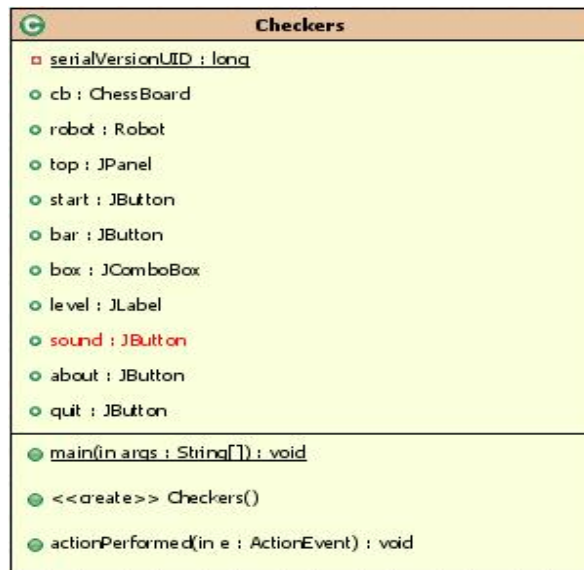 C Checkers
serialVersionUID : long
cb : ChessBoard
robot : Robot
top : JPanel
start : JButton
bar : JButton
box : JComboBox
level : JLabel
sound : JButton
about : JButton
quit : JButton
main(in args : String[]) : void
<<create>> Checkers()
actionPerformed(in e : ActionEvent) : void